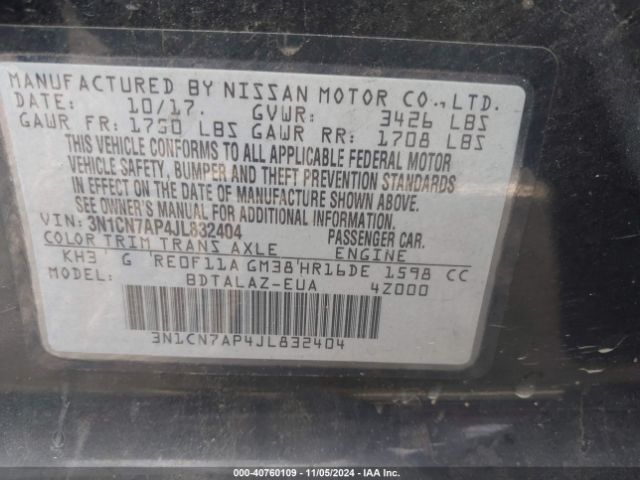 MANUFACTURED BY NISSAN MOTOR CO., LTD.
DATE: 10/17. GVWR: 3426 LBS
GAWR FR: 1750 LBS GAWR RR: 1708 LBS
THIS VEHICLE CONFORMS TO ALL APPLICABLE FEDERAL MOTOR
VEHICLE SAFETY, BUMPER AND THEFT PREVENTION STANDARDS
IN EFFECT ON THE DATE OF MANUFACTURE SHOWN ABOVE.
SEE OWNER'S MANUAL FOR ADDITIONAL INFORMATION.
VIN: 3N1CN7AP4JL832404 PASSENGER CAR.
COLOR TRIM TRANS AXLE ENGINE
KH3 G RE0F11A GM38 HR16DE 1598 CC
MODEL: BDTALAZ-EUA 4Z000
3N1CN7AP4JL832404
000-40760109 - 11/05/2024 - IAA Inc.